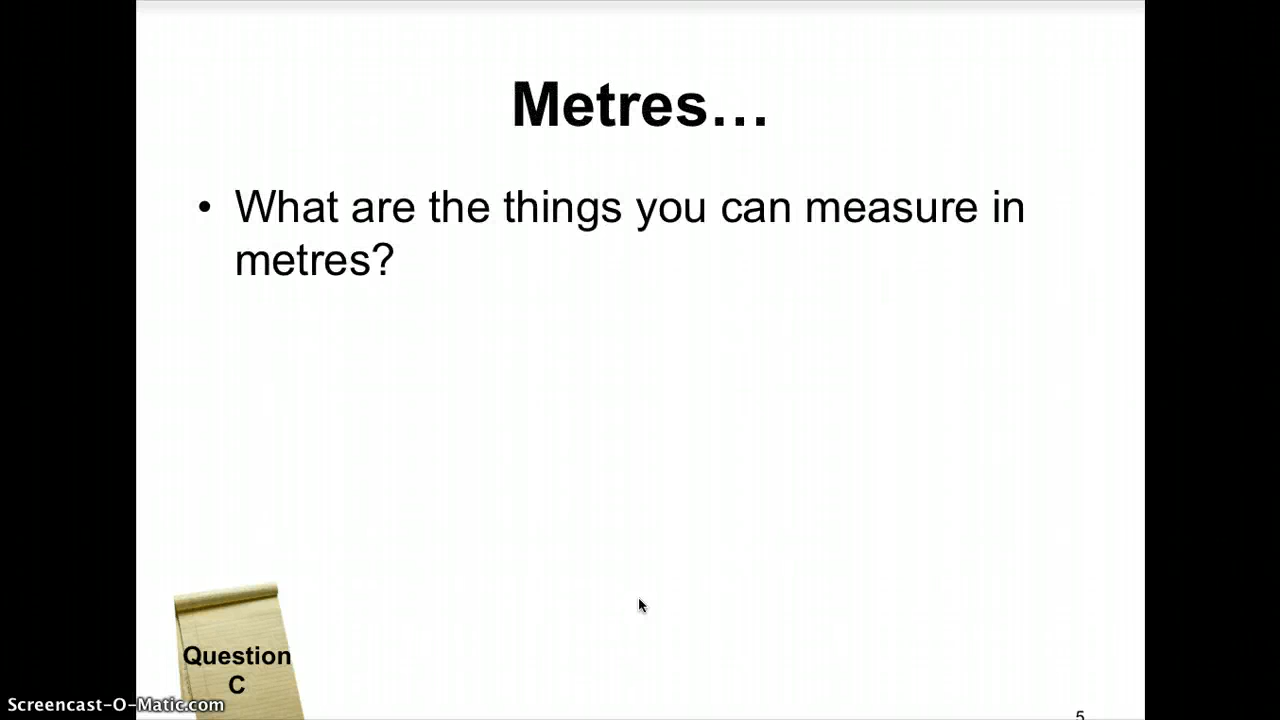 Metres…
• What are the things you can measure in
metres?
Question
C
Screencast-O-Matic.com
5